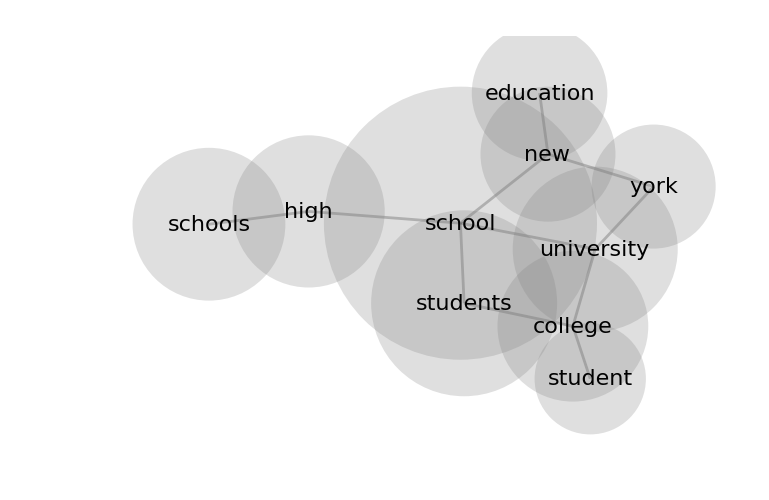 education
new
york
high
schools
school
university
students
college
student